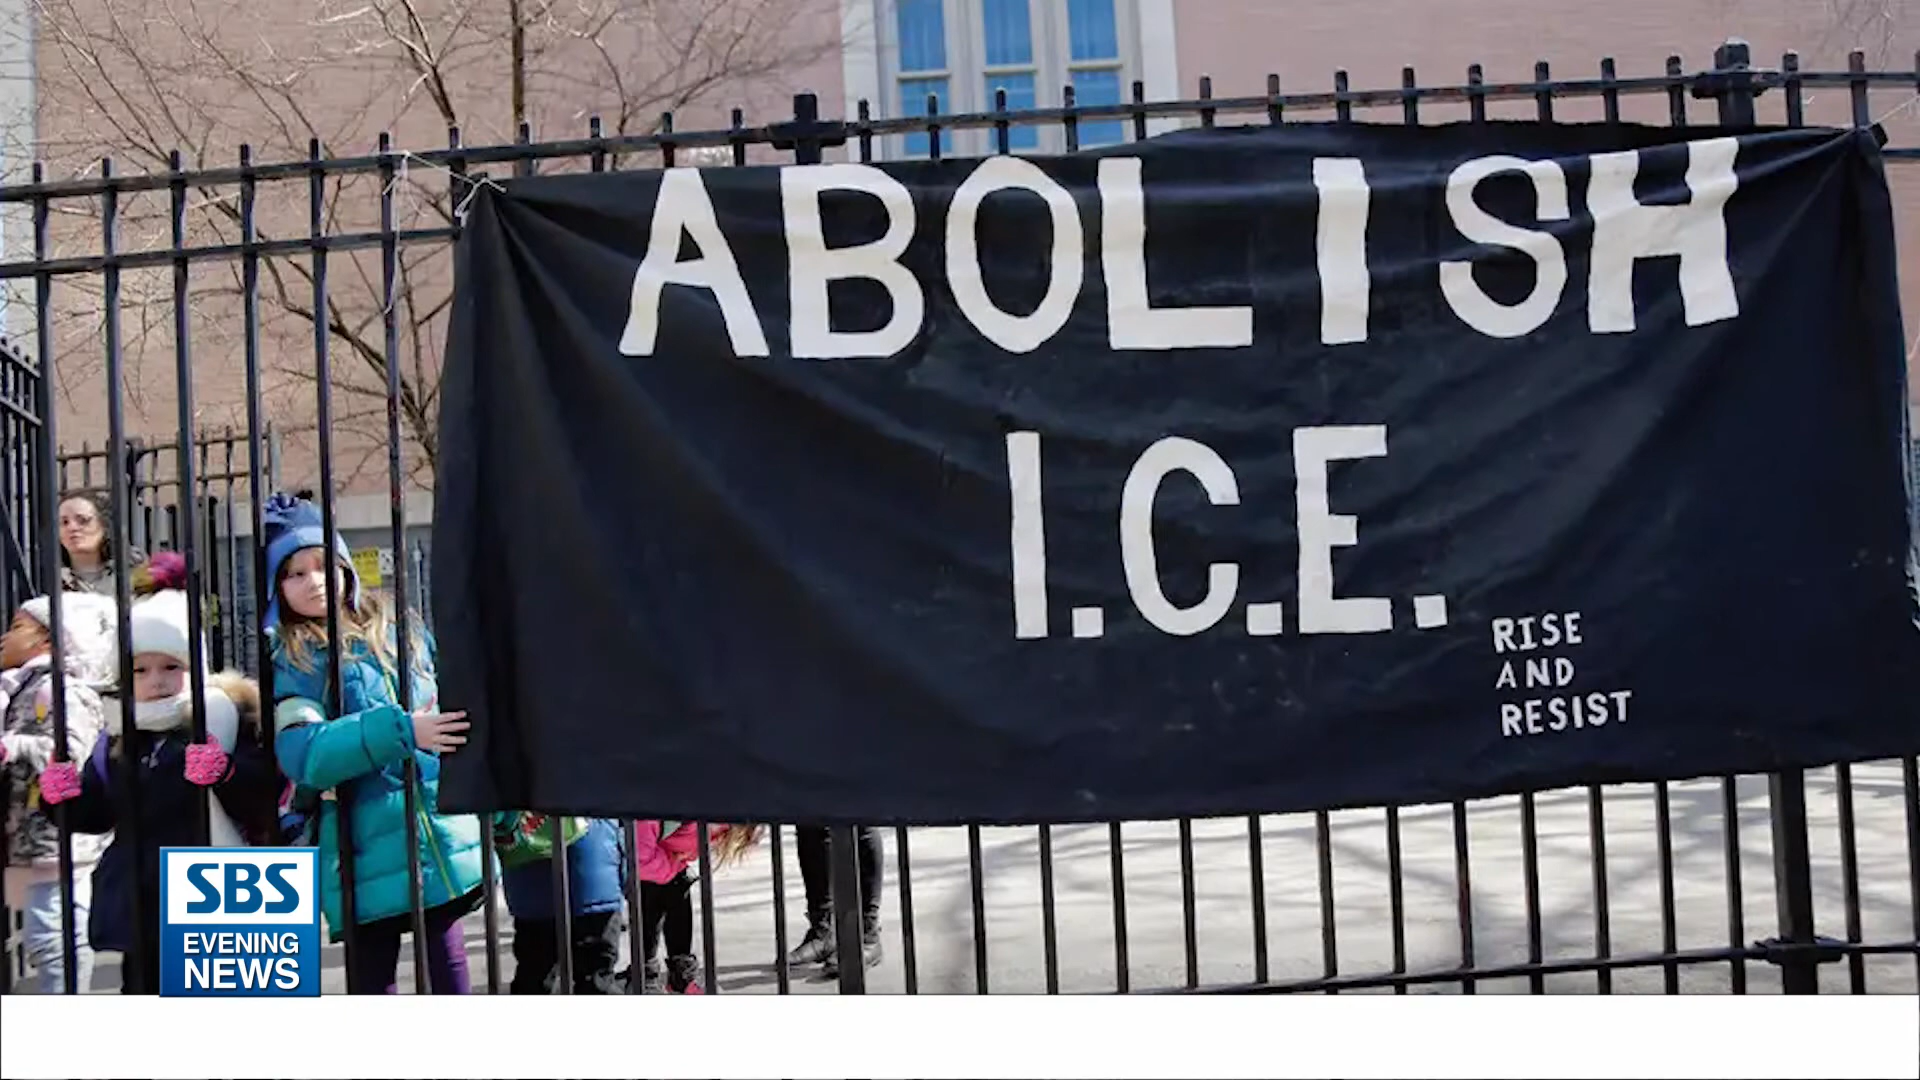 ABOLISH
I.C.E.
RISE
AND
RESIST
SBS
EVENING
NEWS